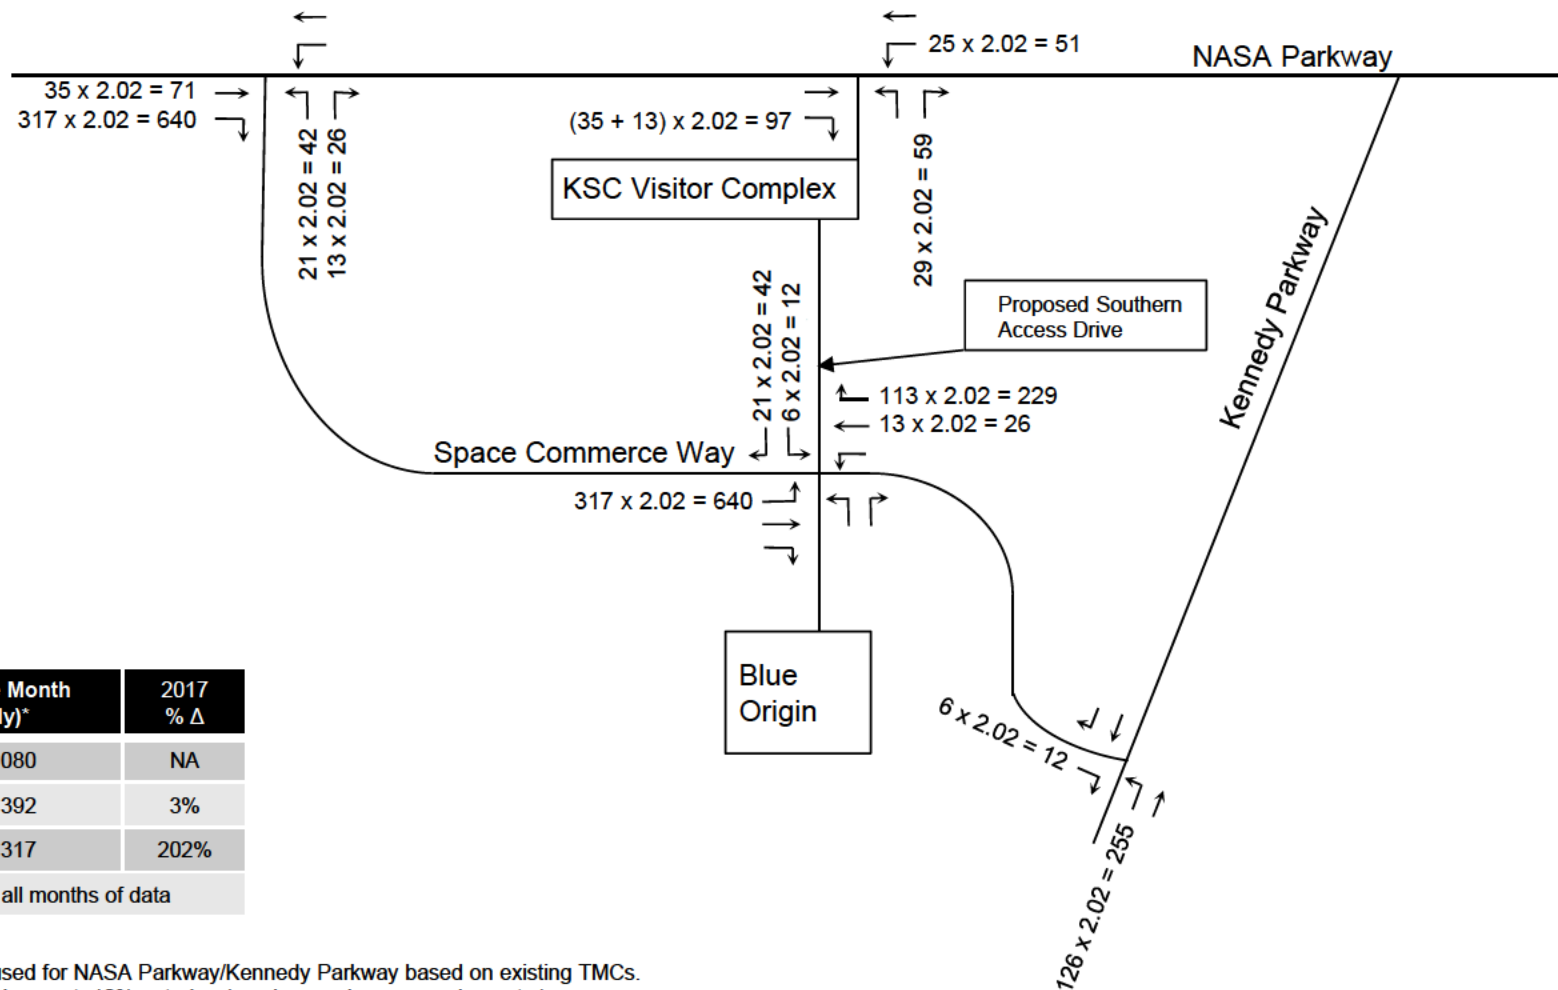 25 x 2.02 = 51
NASA Parkway
35 x 2.02 = 71
317 x 2.02 = 640
(35 + 13) x 2.02 = 97
21 x 2.02 = 42
13 x 2.02 = 26
KSC Visitor Complex
29 x 2.02 = 59
Kennedy Parkway
Proposed Southern
Access Drive
21 x 2.02 = 42
6 x 2.02 = 12
113 x 2.02 = 229
13 x 2.02 = 26
Space Commerce Way
317 x 2.02 = 640
Blue
Origin
6 x 2.02 = 12
126 x 2.02 = 255
Month 2017
ly)* % Δ
080 NA
392 3%
317 202%
all months of data
used for NASA Parkway/Kennedy Parkway based on existing TMCs.